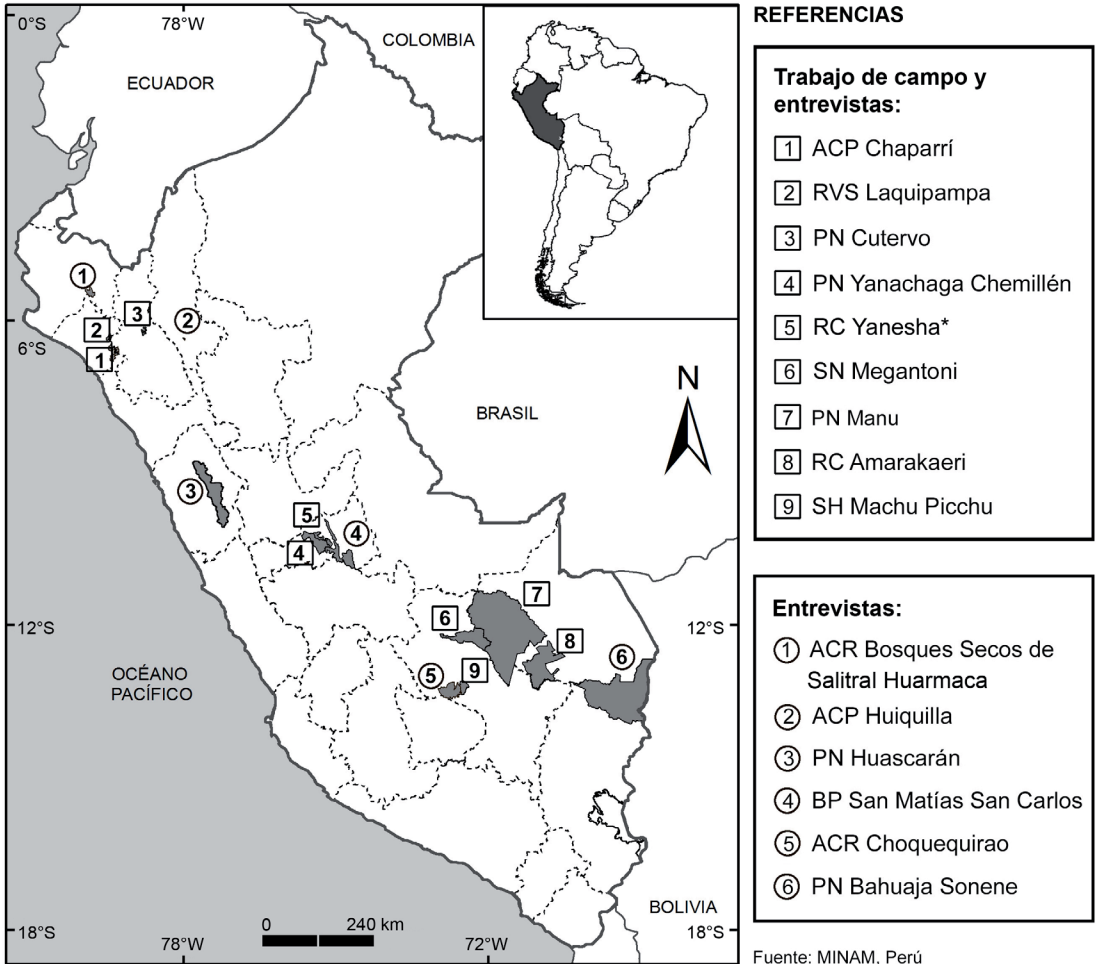 0°S
78°W
COLOMBIA
ECUADOR
1
3
2
2
6°S
1
N
BRASIL
3
5
4
4
7
6
12°S
12°S
8
6
9
5
OCÉANO
PACÍFICO
BOLIVIA
0 240 km
18°S
78°W
72°W
18°S
REFERENCIAS
Trabajo de campo y
entrevistas:
1 ACP Chaparrí
2 RVS Laquipampa
3 PN Cutervo
4 PN Yanachaga Chemillén
5 RC Yanesha*
6 SN Megantoni
7 PN Manu
8 RC Amarakaeri
9 SH Machu Picchu
Entrevistas:
1 ACR Bosques Secos de
Salitral Huarmaca
2 ACP Huiquilla
3 PN Huascarán
4 BP San Matías San Carlos
5 ACR Choquequirao
6 PN Bahuaja Sonene
Fuente: MINAM, Perú